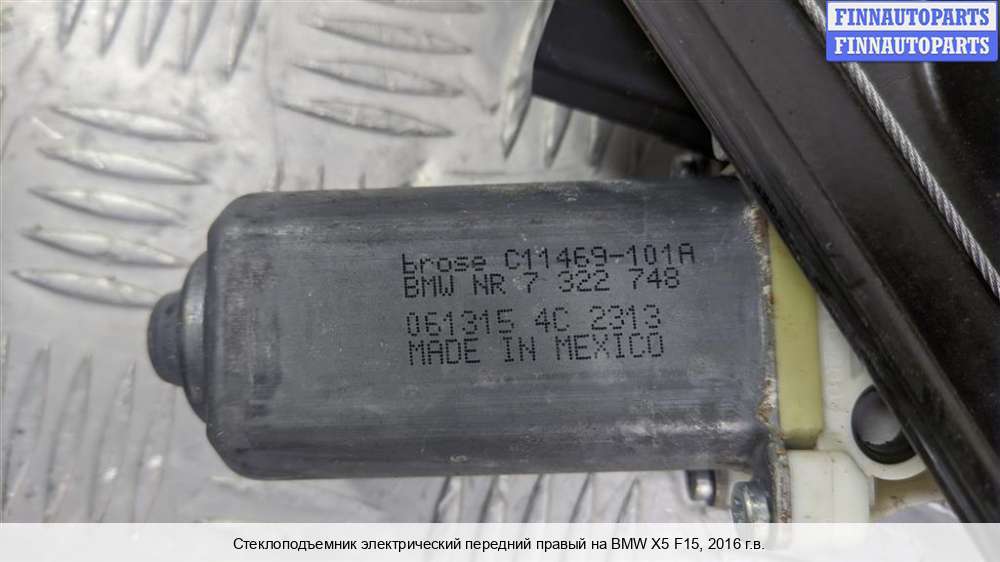 FINNAUTOPARTS
FINNAUTOPARTS
brose C11469-101A
BMW NR 7 322 748
061315 4C 2313
MADE IN MEXICO
Стеклоподъемник электрический передний правый на BMW X5 F15, 2016 г.в.